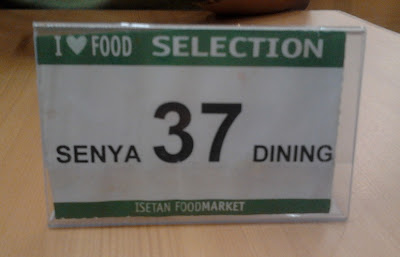 I ♥ FOOD SELECTION
SENYA 37 DINING
ISETAN FOODMARKET